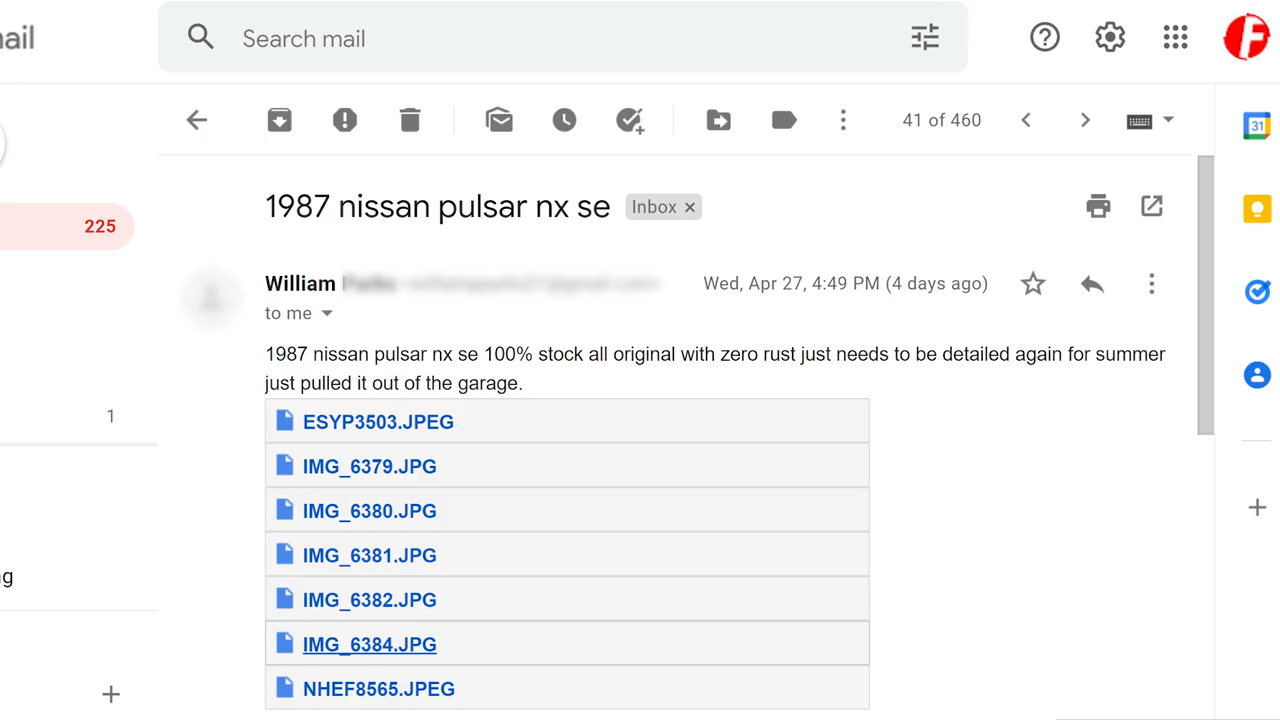 ail
Search mail
F
41 of 460
31
1987 nissan pulsar nx se Inbox ×
225
William
Wed, Apr 27, 4:49 PM (4 days ago)
to me
1987 nissan pulsar nx se 100% stock all original with zero rust just needs to be detailed again for summer
just pulled it out of the garage.
1
ESYP3503.JPEG
IMG_6379.JPG
IMG_6380.JPG
IMG_6381.JPG
g
IMG_6382.JPG
IMG_6384.JPG
NHEF8565.JPEG